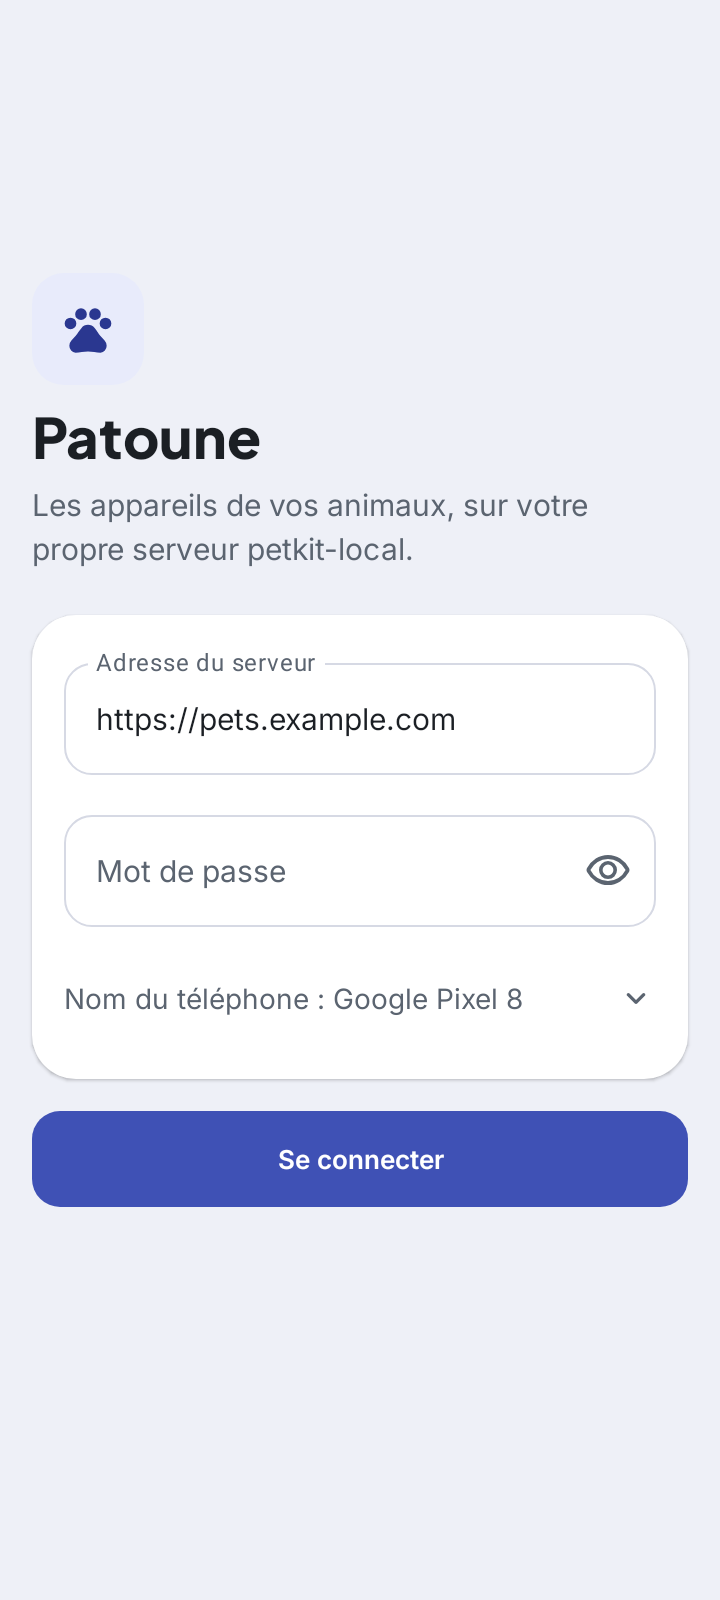 Patoune
Les appareils de vos animaux, sur votre
propre serveur petkit-local.
Adresse du serveur
https://pets.example.com
Mot de passe
Nom du téléphone : Google Pixel 8
Se connecter